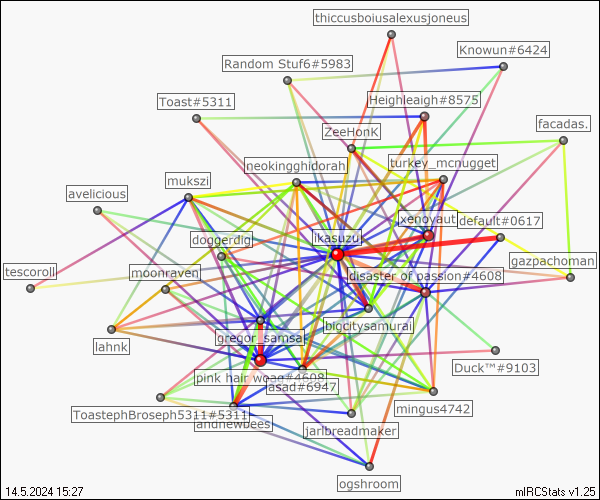 thiccusboiusalexusjoneus
Knowun#6424
Random Stuf6#5983
Toast#5311
Heighleaigh#8575
facadas.
ZeeHonK
neokingghidorah
turkey_mcnugget
mukszi
avelicious
xenoyaut
default#0617
ikasuzu
doggerdig
gazpachoman
tescoroll
moonraven
disaster of passion#4608
bigcitysamurai
gregor_samsa
lahnk
Duck™#9103
pink hair woag#4608
asad#6947
ToastephBroseph5311#5311
mingus4742
andnewbees
jarlbreadmaker
ogshroom
14.5.2024 15:27
mIRCStats v1.25